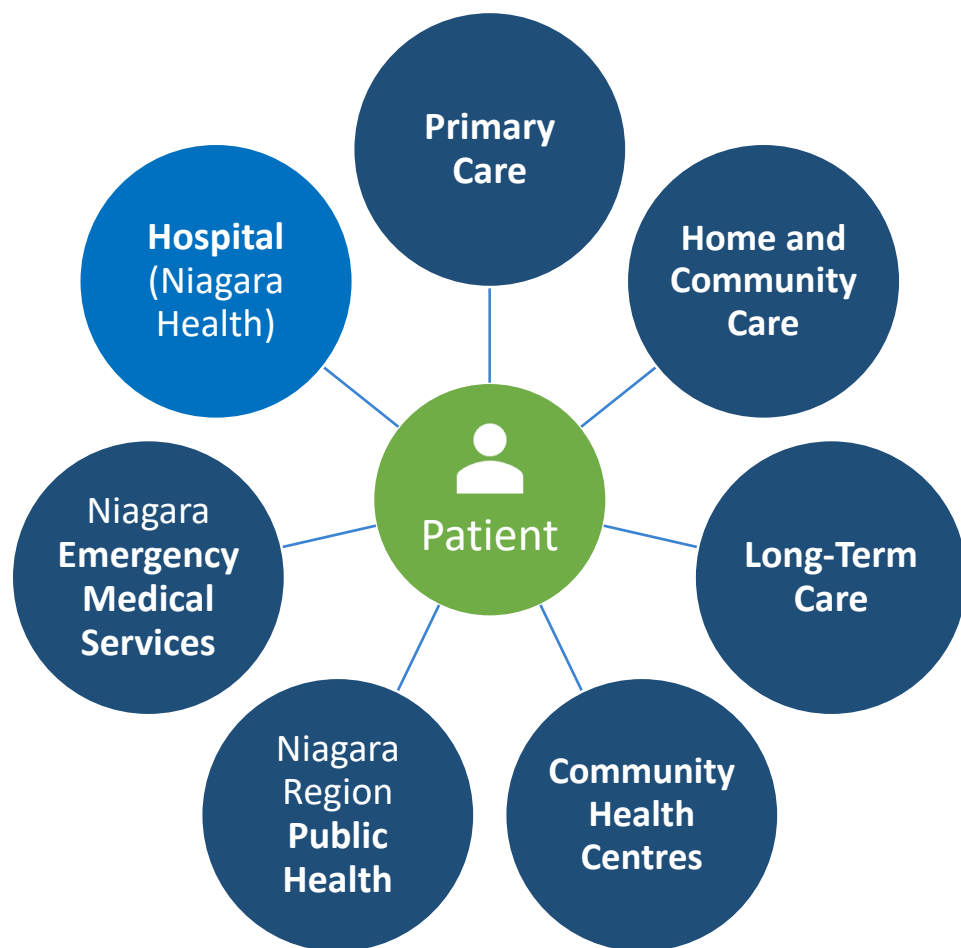 Primary
Care
Home and
Community
Care
Long-Term
Care
Community
Health
Centres
Niagara
Region
Public
Health
Niagara
Emergency
Medical
Services
Hospital
(Niagara
Health)
Patient